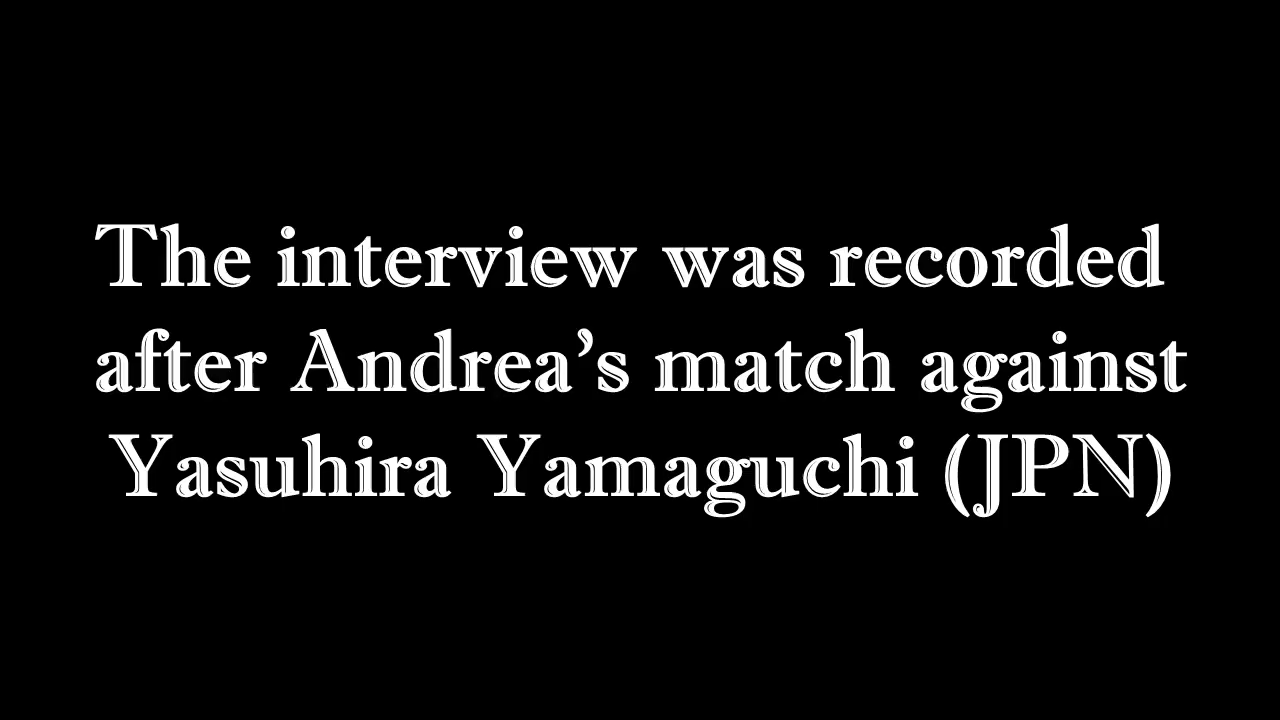 The interview was recorded
after Andrea’s match against
Yasuhira Yamaguchi (JPN)